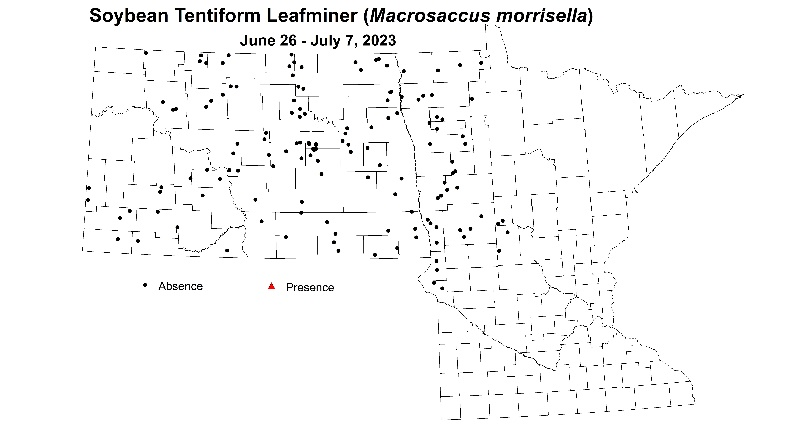 Soybean Tentiform Leafminer (Macrosaccus morrisella)
June 26 - July 7, 2023
Absence
Presence